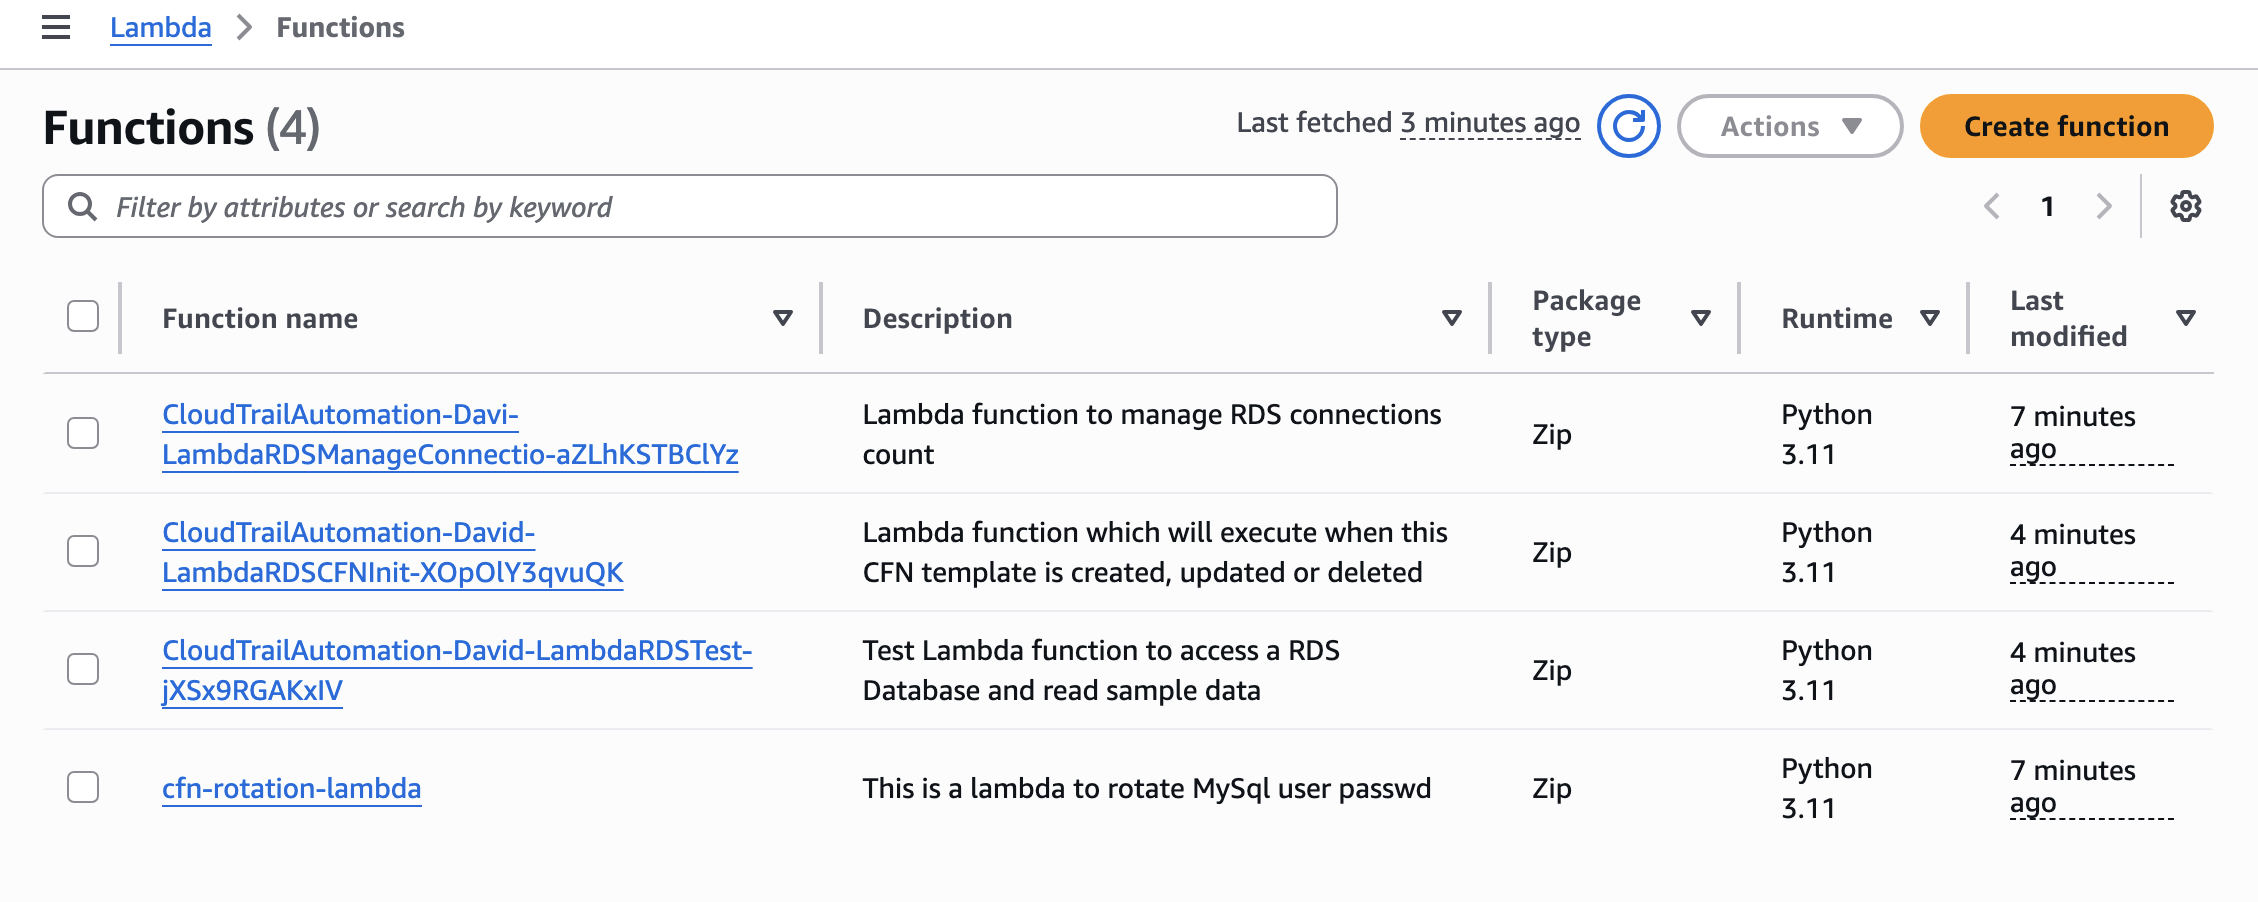 Lambda > Functions
Functions (4)
Last fetched 3 minutes ago
Actions
Create function
Filter by attributes or search by keyword
1
Function name
Description
Package
type
Runtime
Last
modified
CloudTrailAutomation-Davi-
LambdaRDSManageConnectio-aZLhKSTBClYz
Lambda function to manage RDS connections
count
Zip
Python
3.11
7 minutes
ago
CloudTrailAutomation-David-
LambdaRDSCFNInit-XOpOlY3qvuQK
Lambda function which will execute when this
CFN template is created, updated or deleted
Zip
Python
3.11
4 minutes
ago
CloudTrailAutomation-David-LambdaRDSTest-
jXSx9RGAKxIV
Test Lambda function to access a RDS
Database and read sample data
Zip
Python
3.11
4 minutes
ago
cfn-rotation-lambda
This is a lambda to rotate MySql user passwd
Zip
Python
3.11
7 minutes
ago